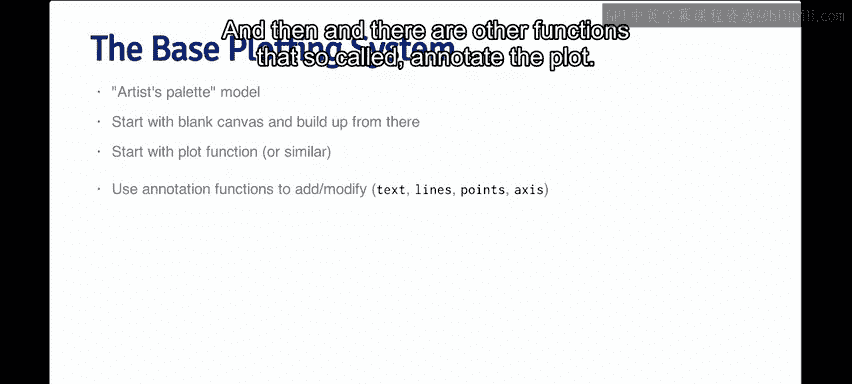 And then and there are other functions
that so called, annotate the plot.
The Base Plotting System
· "Artist's palette" model
· Start with blank canvas and build up from there
· Start with plot function (or similar)
· Use annotation functions to add/modify (text, lines, points, axis)